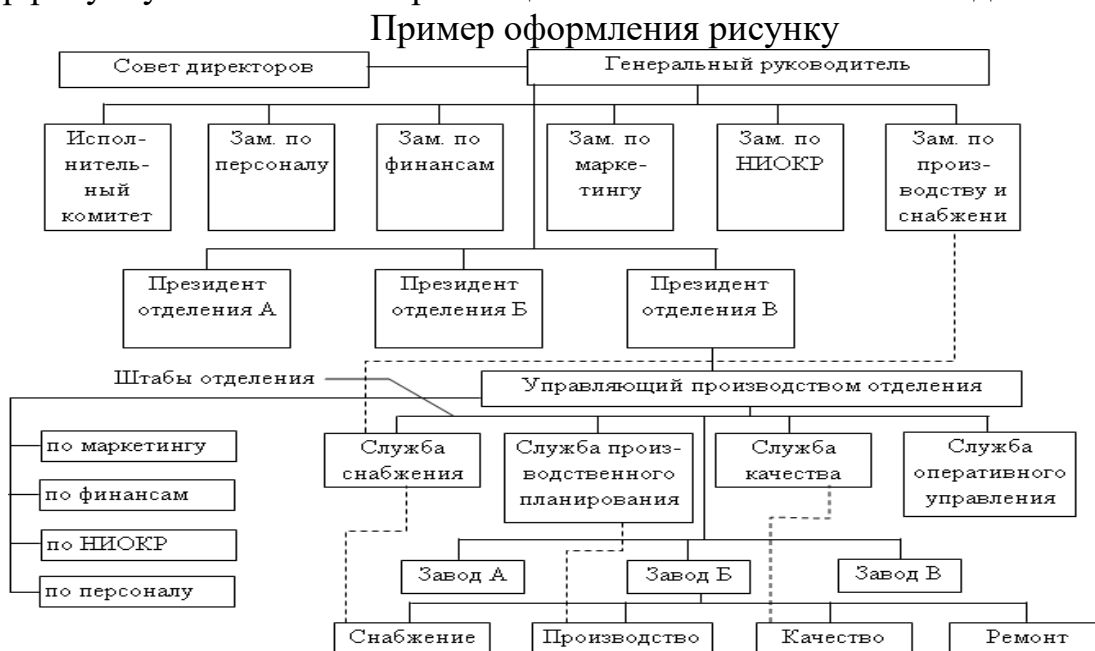 Пример оформления рисунку
Совет директоров
Генеральный руководитель
Испол-
нитель-
ный
комитет
Зам. по
персоналу
Зам. по
финансам
Зам. по
марке-
тингу
Зам. по
НИОКР
Зам. по
произ-
водству и
снабжени
Президент
отделения А
Президент
отделения Б
Президент
отделения В
Штабы отделения
Управляющий производством отделения
по маркетингу
по финансам
по НИОКР
по персоналу
Служба
снабжения
Служба произ-
водственного
планирования
Служба
качества
Служба
оперативного
управления
Завод А
Завод Б
Завод В
Снабжение
Производство
Качество
Ремонт